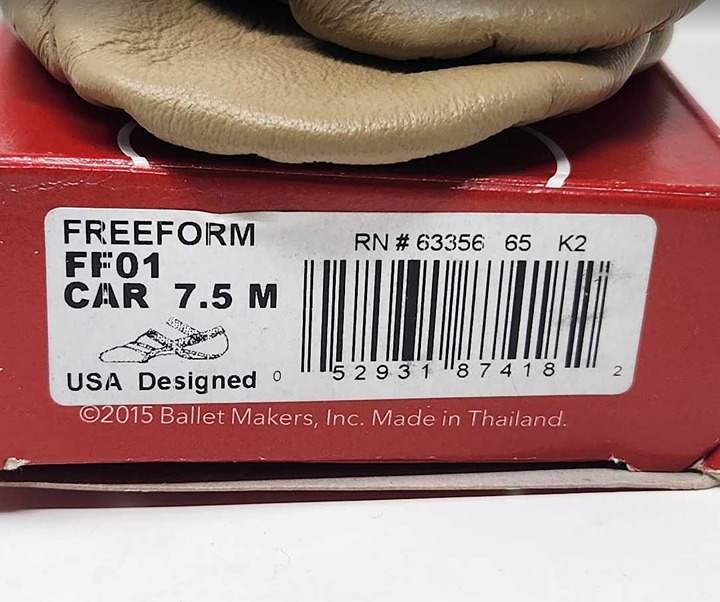 FREEFORM
FF01
CAR 7.5 M
USA Designed
RN # 63356 65 K2
0 52931 87418 2
©2015 Ballet Makers, Inc. Made in Thailand.